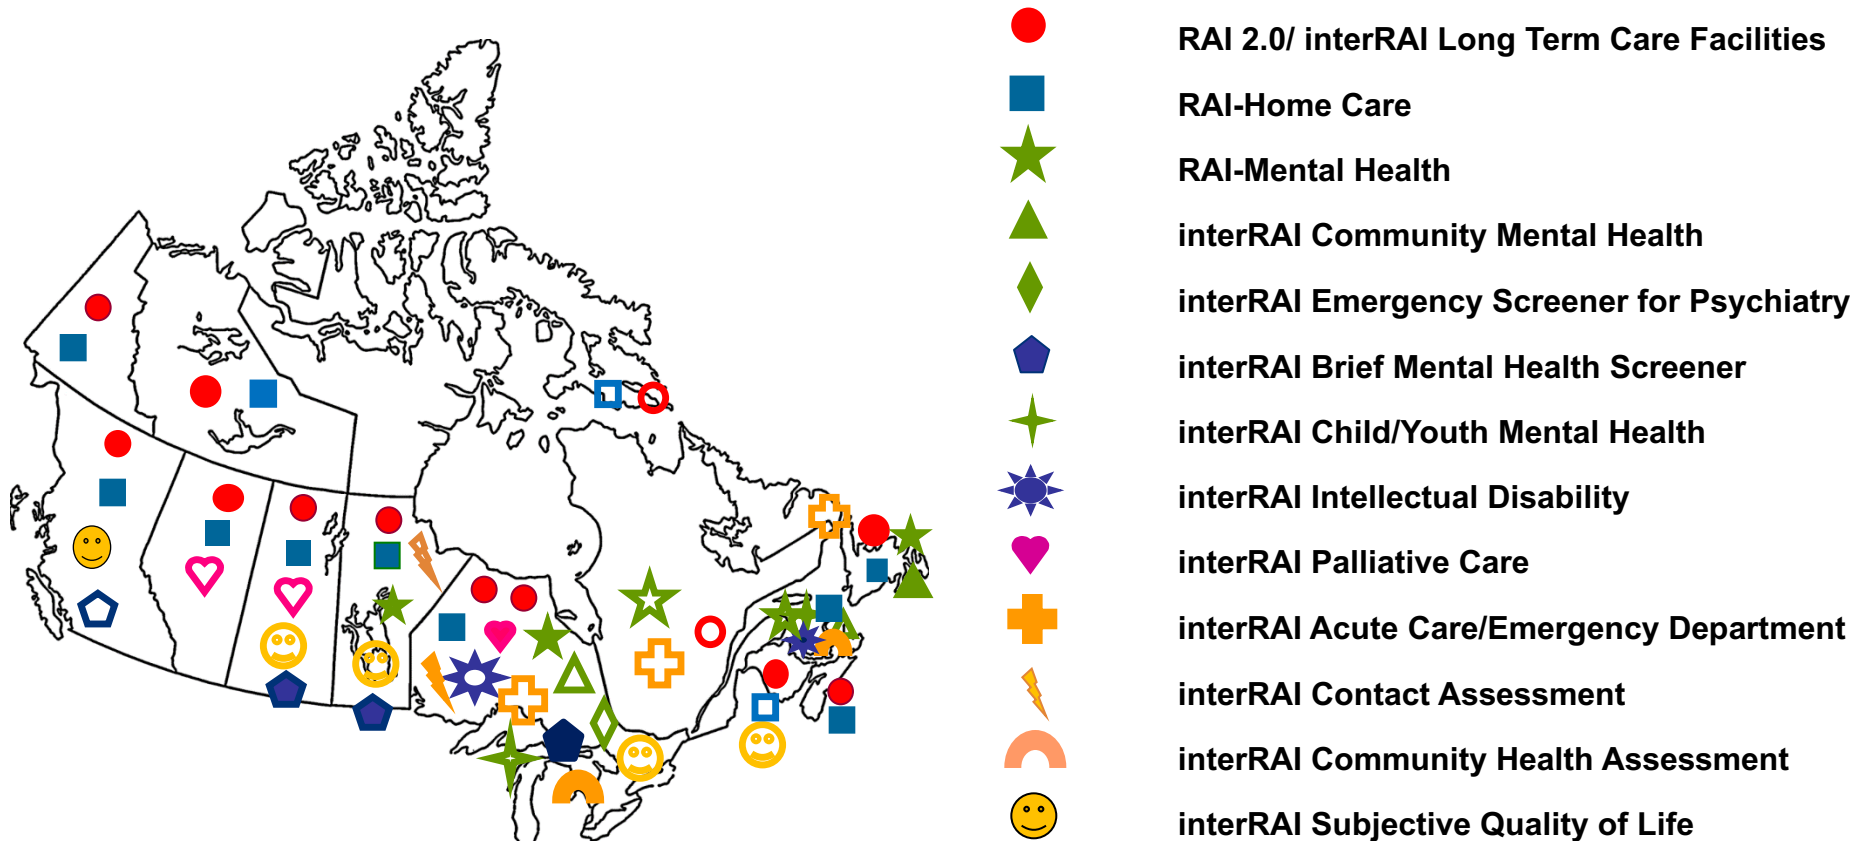 RAI 2.0/ interRAI Long Term Care Facilities
RAI-Home Care
RAI-Mental Health
interRAI Community Mental Health
interRAI Emergency Screener for Psychiatry
interRAI Brief Mental Health Screener
interRAI Child/Youth Mental Health
interRAI Intellectual Disability
interRAI Palliative Care
interRAI Acute Care/Emergency Department
interRAI Contact Assessment
interRAI Community Health Assessment
interRAI Subjective Quality of Life